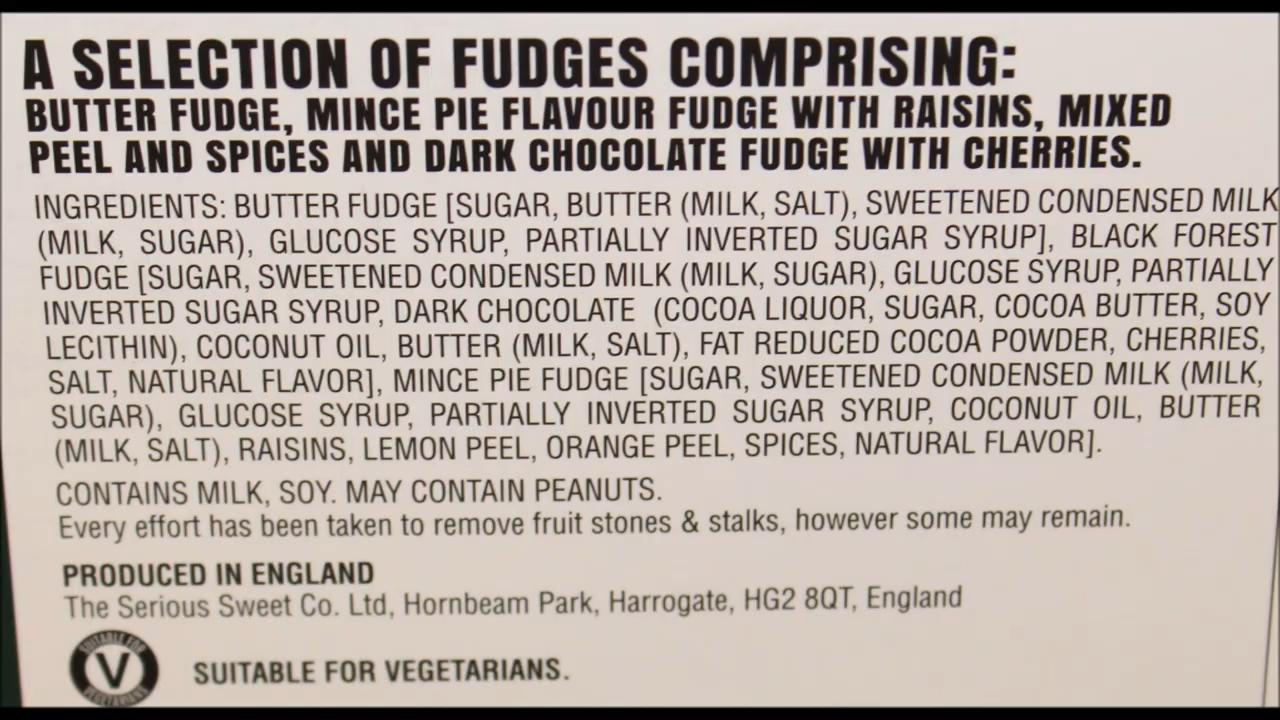 A SELECTION OF FUDGES COMPRISING:
BUTTER FUDGE, MINCE PIE FLAVOUR FUDGE WITH RAISINS, MIXED
PEEL AND SPICES AND DARK CHOCOLATE FUDGE WITH CHERRIES.
INGREDIENTS: BUTTER FUDGE [SUGAR, BUTTER (MILK, SALT), SWEETENED CONDENSED MILK
(MILK, SUGAR), GLUCOSE SYRUP, PARTIALLY INVERTED SUGAR SYRUP], BLACK FOREST
FUDGE [SUGAR, SWEETENED CONDENSED MILK (MILK, SUGAR), GLUCOSE SYRUP, PARTIALLY
INVERTED SUGAR SYRUP, DARK CHOCOLATE (COCOA LIQUOR, SUGAR, COCOA BUTTER, SOY
LECITHIN), COCONUT OIL, BUTTER (MILK, SALT), FAT REDUCED COCOA POWDER, CHERRIES,
SALT, NATURAL FLAVOR], MINCE PIE FUDGE [SUGAR, SWEETENED CONDENSED MILK (MILK,
SUGAR), GLUCOSE SYRUP, PARTIALLY INVERTED SUGAR SYRUP, COCONUT OIL, BUTTER
(MILK, SALT), RAISINS, LEMON PEEL, ORANGE PEEL, SPICES, NATURAL FLAVOR].
CONTAINS MILK, SOY. MAY CONTAIN PEANUTS.
Every effort has been taken to remove fruit stones & stalks, however some may remain.
PRODUCED IN ENGLAND
The Serious Sweet Co. Ltd, Hornbeam Park, Harrogate, HG2 8QT, England
SUITABLE FOR
V
VEGETARIANS
SUITABLE FOR VEGETARIANS.